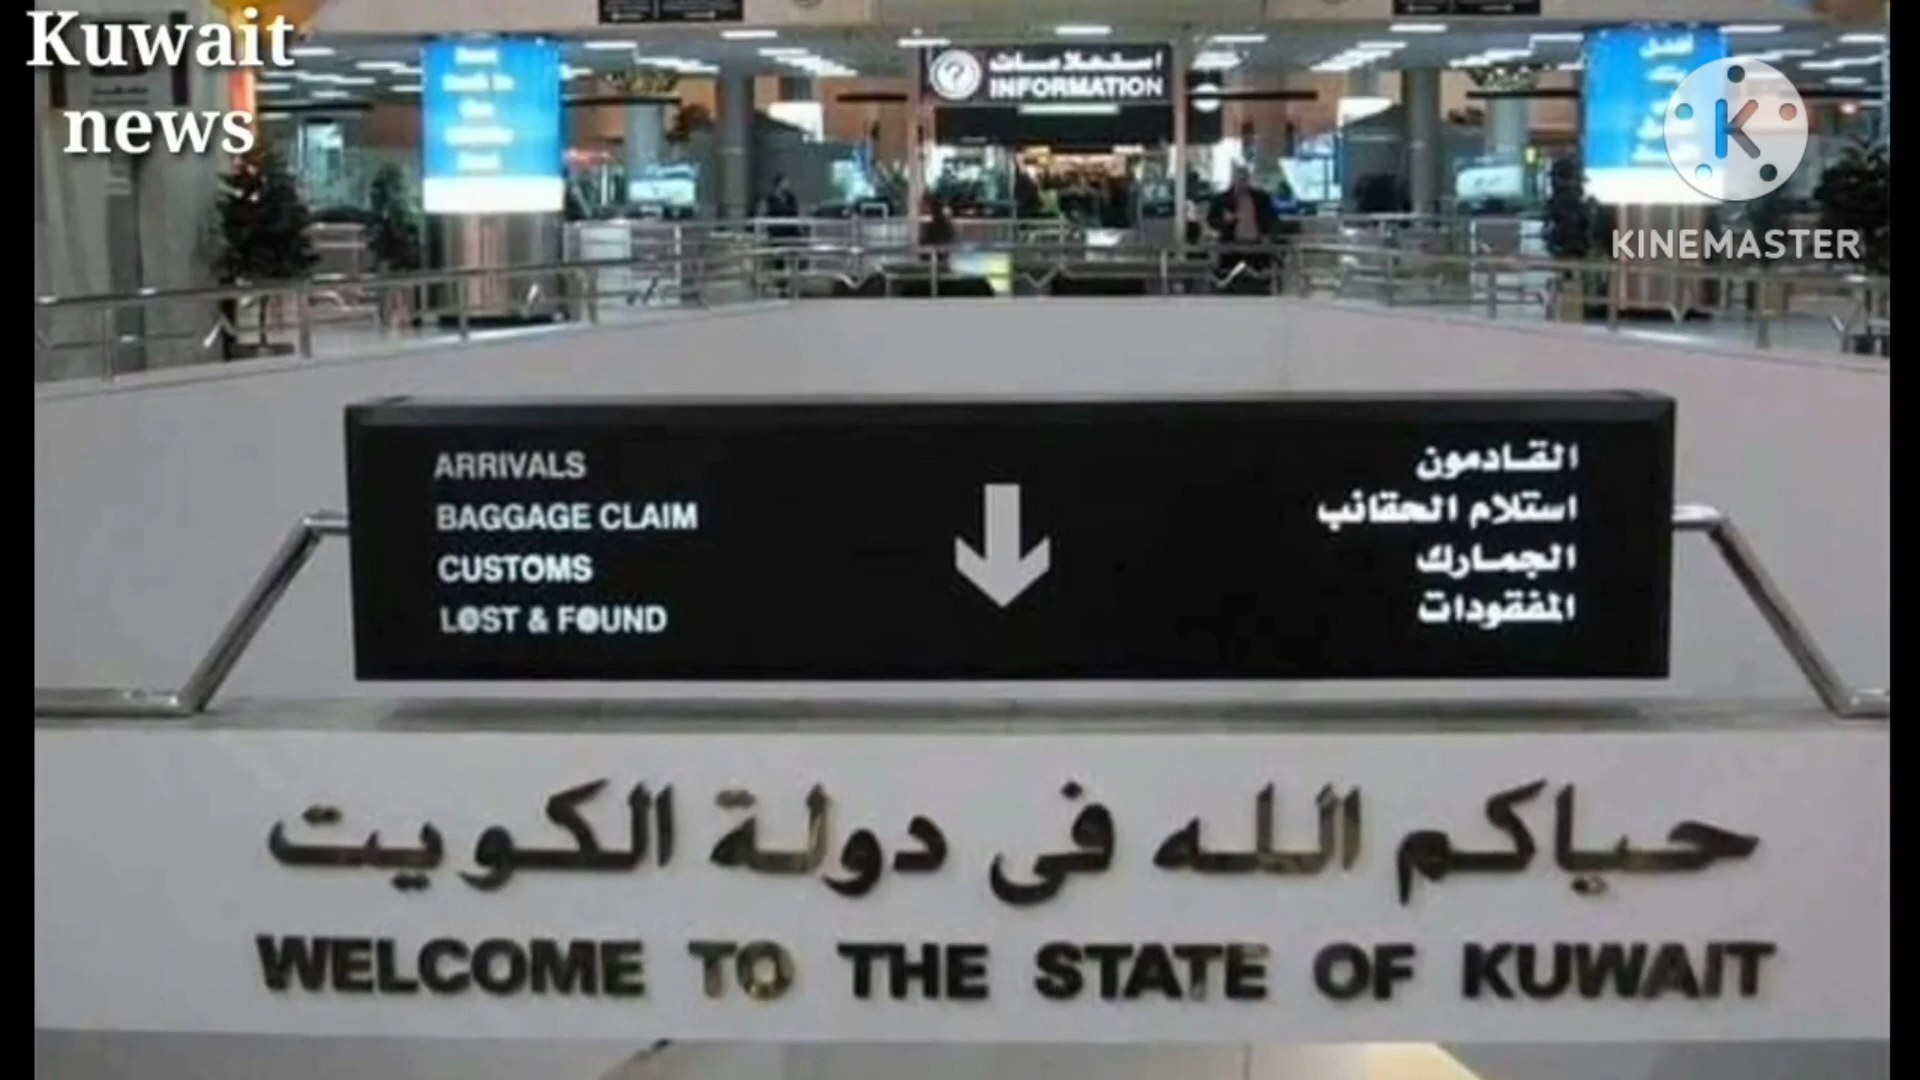 Kuwait
news
استعلامات
INFORMATION
K
KINEMASTER
ARRIVALS
BAGGAGE CLAIM
CUSTOMS
LOST & FOUND
القادمون
استلام الحقائب
الجمارك
المفقودات
حياكم الله في دولة الكويت
WELCOME TO THE STATE OF KUWAIT